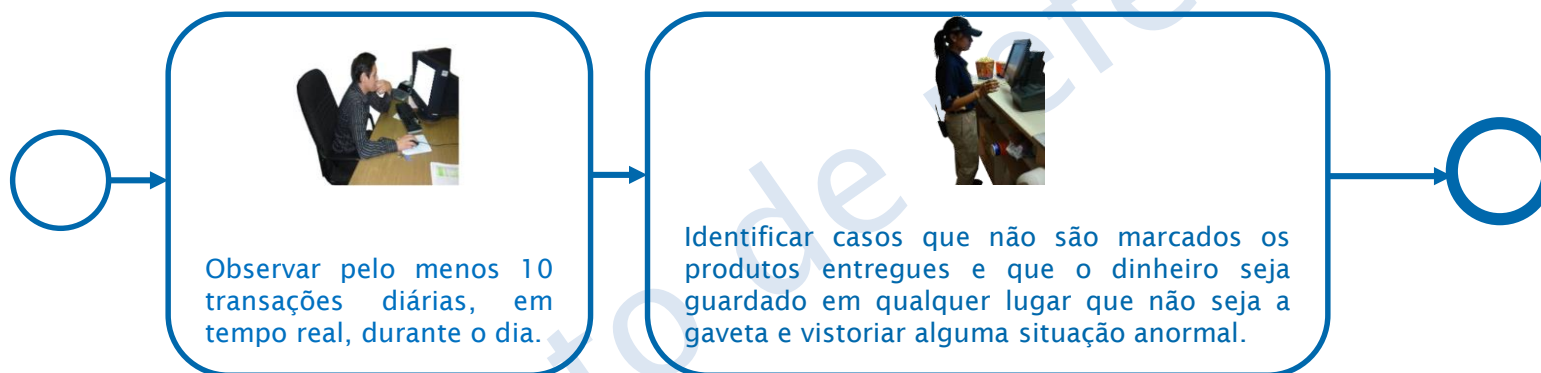 Observar pelo menos 10
transações diárias, em
tempo real, durante o dia.
Identificar casos que não são marcados os
produtos entregues e que o dinheiro seja
guardado em qualquer lugar que não seja a
gaveta e vistoriar alguma situação anormal.